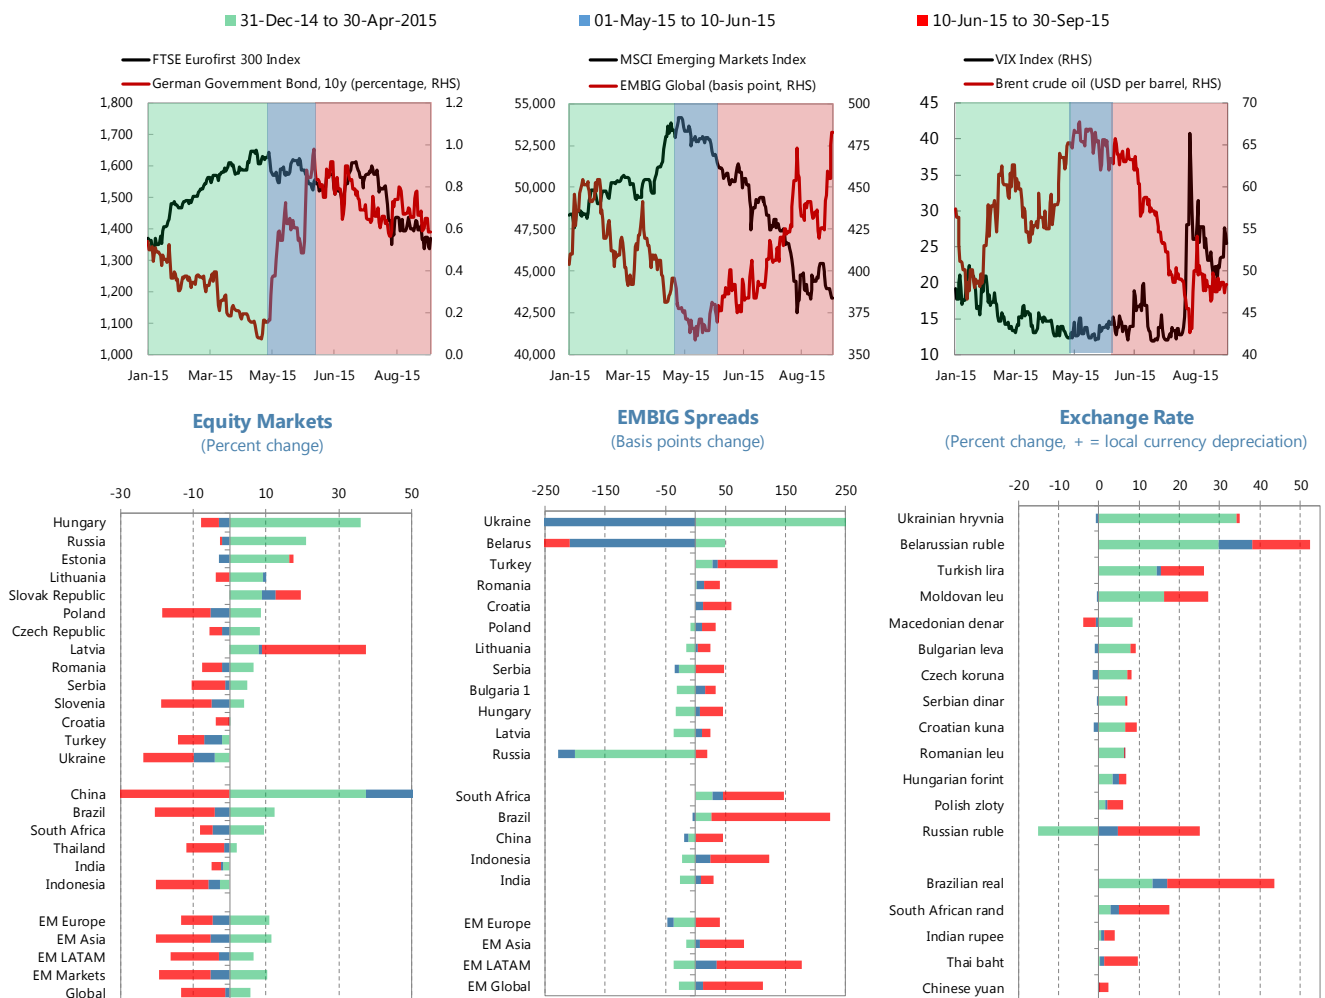 31-Dec-14 to 30-Apr-2015 01-May-15 to 10-Jun-15 10-Jun-15 to 30-Sep-15
FTSE Eurofirst 300 Index
German Government Bond, 10y (percentage, RHS)
1,800 1.2
1,700 1.0
1,600
1,500 0.8
1,400 0.6
1,300 0.4
1,200
1,100 0.2
1,000 0.0
Jan-15 Mar-15 May-15 Jun-15 Aug-15
MSCI Emerging Markets Index
EMBIG Global (basis point, RHS)
55,000 500
52,500 475
50,000 450
47,500 425
45,000 400
42,500 375
40,000 350
Jan-15 Mar-15 May-15 Jun-15 Aug-15
VIX Index (RHS)
Brent crude oil (USD per barrel, RHS)
45 70
40 65
35 60
30 55
25 50
20
15 45
10 40
Jan-15 Mar-15 May-15 Jun-15 Aug-15
Equity Markets
(Percent change)
-30 -10 10 30 50
Hungary
Russia
Estonia
Lithuania
Slovak Republic
Poland
Czech Republic
Latvia
Romania
Serbia
Slovenia
Croatia
Turkey
Ukraine
China
Brazil
South Africa
Thailand
India
Indonesia
EM Europe
EM Asia
EM LATAM
EM Markets
Global
EMBIG Spreads
(Basis points change)
-250 -150 -50 50 150 250
Ukraine
Belarus
Turkey
Romania
Croatia
Poland
Lithuania
Serbia
Bulgaria 1
Hungary
Latvia
Russia
South Africa
Brazil
China
Indonesia
India
EM Europe
EM Asia
EM LATAM
EM Global
Exchange Rate
(Percent change, + = local currency depreciation)
-20 -10 0 10 20 30 40 50
Ukrainian hryvnia
Belarussian ruble
Turkish lira
Moldovan leu
Macedonian denar
Bulgarian leva
Czech koruna
Serbian dinar
Croatian kuna
Romanian leu
Hungarian forint
Polish zloty
Russian ruble
Brazilian real
South African rand
Indian rupee
Thai baht
Chinese yuan